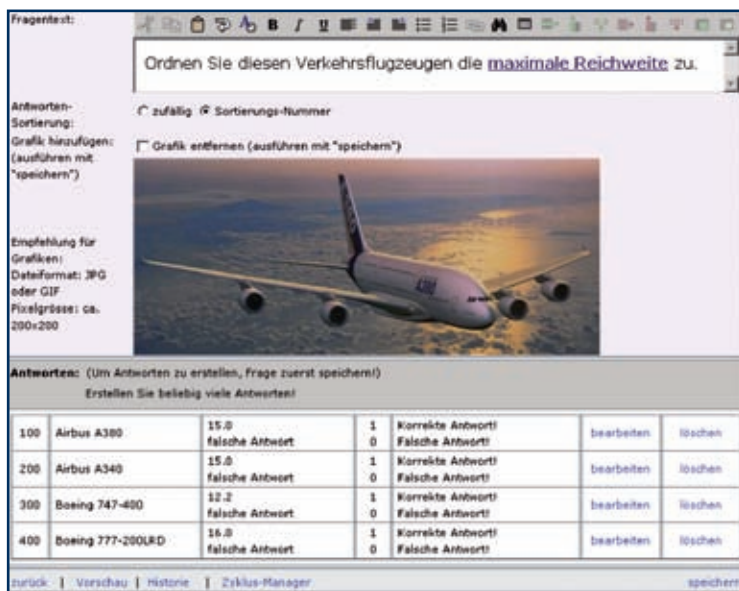 Fragentext:
B I U
Ordnen Sie diesen Verkehrsflugzeugen die maximale Reichweite zu.
Antworten-
Sortierung:
zufällig Sortierungs-Nummer
Grafik hinzufügen:
(ausführen mit
"speichern")
Grafik entfernen (ausführen mit "speichern")
Empfehlung für
Grafiken:
Dateiformat: JPG
oder GIF
Pixelgrösse: ca.
200x200
A380
Antworten: (Um Antworten zu erstellen, Frage zuerst speichern!)
Erstellen Sie beliebig viele Antworten!
100 Airbus A380 15.0 1 Korrekte Antwort! bearbeiten löschen
falsche Antwort 0 Falsche Antwort!
200 Airbus A340 15.0 1 Korrekte Antwort! bearbeiten löschen
falsche Antwort 0 Falsche Antwort!
300 Boeing 747-400 12.2 1 Korrekte Antwort! bearbeiten löschen
falsche Antwort 0 Falsche Antwort!
400 Boeing 777-200LRD 16.0 1 Korrekte Antwort! bearbeiten löschen
falsche Antwort 0 Falsche Antwort!
zurück | Vorschau | Historie | Zyklus-Manager speichern